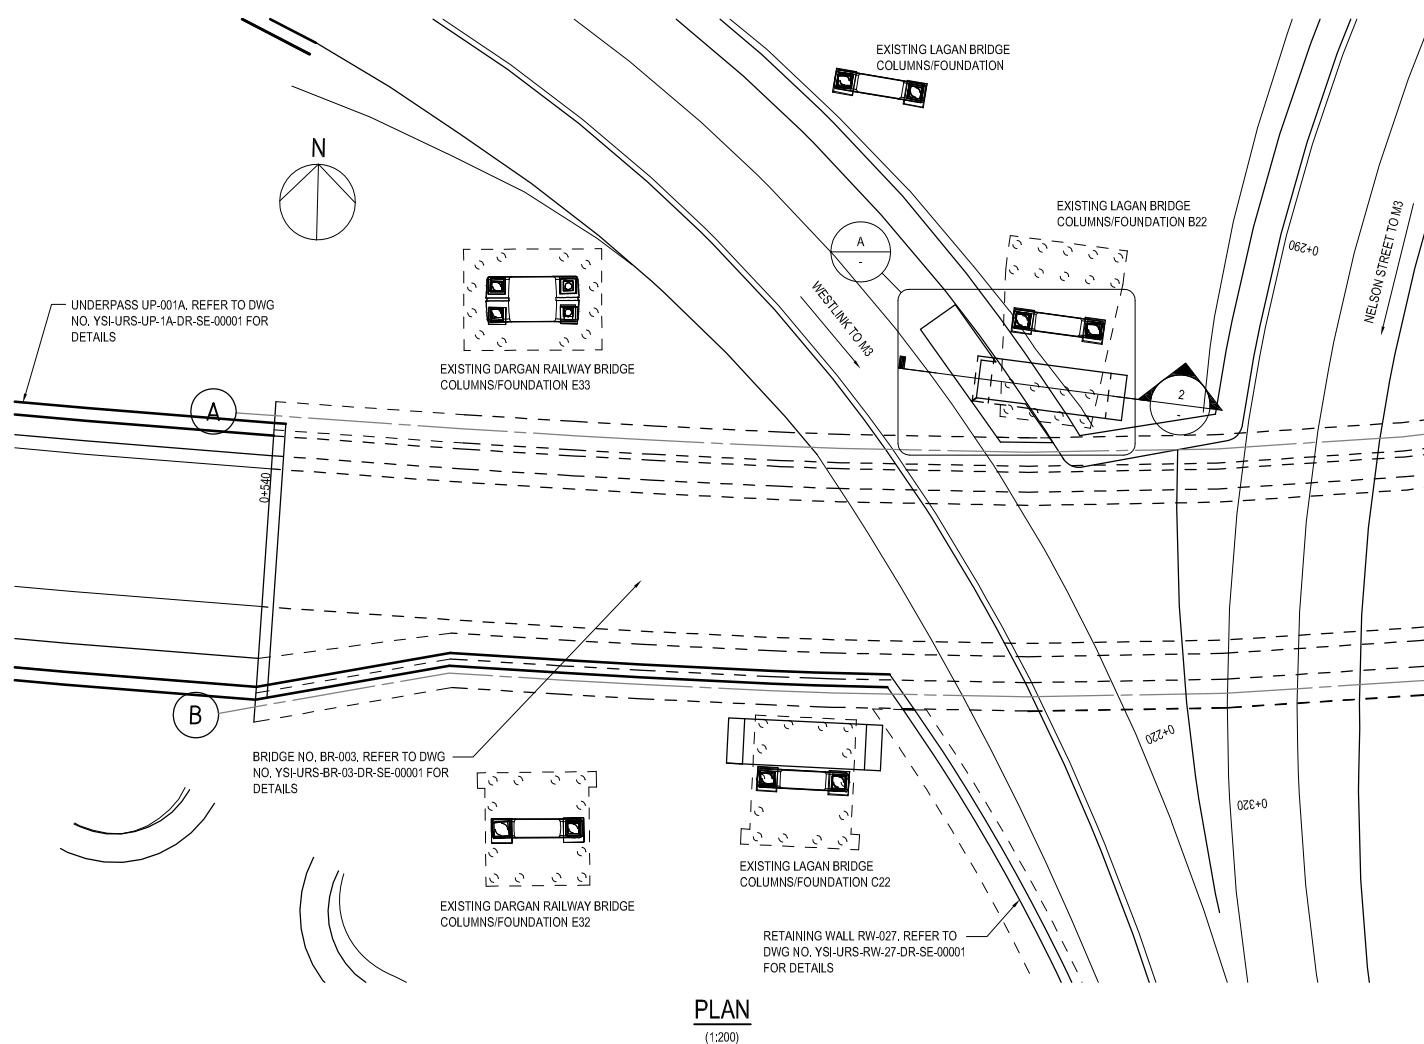 EXISTING LAGAN BRIDGE
COLUMNS/FOUNDATION
N
EXISTING LAGAN BRIDGE
COLUMNS/FOUNDATION B22
NELSON STREET TO M3
0+290
A
-
WESTLINK TO M3
UNDERPASS UP-001A. REFER TO DWG
NO. YSI-URS-UP-1A-DR-SE-00001 FOR
DETAILS
EXISTING DARGAN RAILWAY BRIDGE
COLUMNS/FOUNDATION E33
2
-
A
0+540
B
0+220
BRIDGE NO. BR-003. REFER TO DWG
NO. YSI-URS-BR-03-DR-SE-00001 FOR
DETAILS
0+320
EXISTING LAGAN BRIDGE
COLUMNS/FOUNDATION C22
EXISTING DARGAN RAILWAY BRIDGE
COLUMNS/FOUNDATION E32
RETAINING WALL RW-027. REFER TO
DWG NO. YSI-URS-RW-27-DR-SE-00001
FOR DETAILS
PLAN
(1:200)